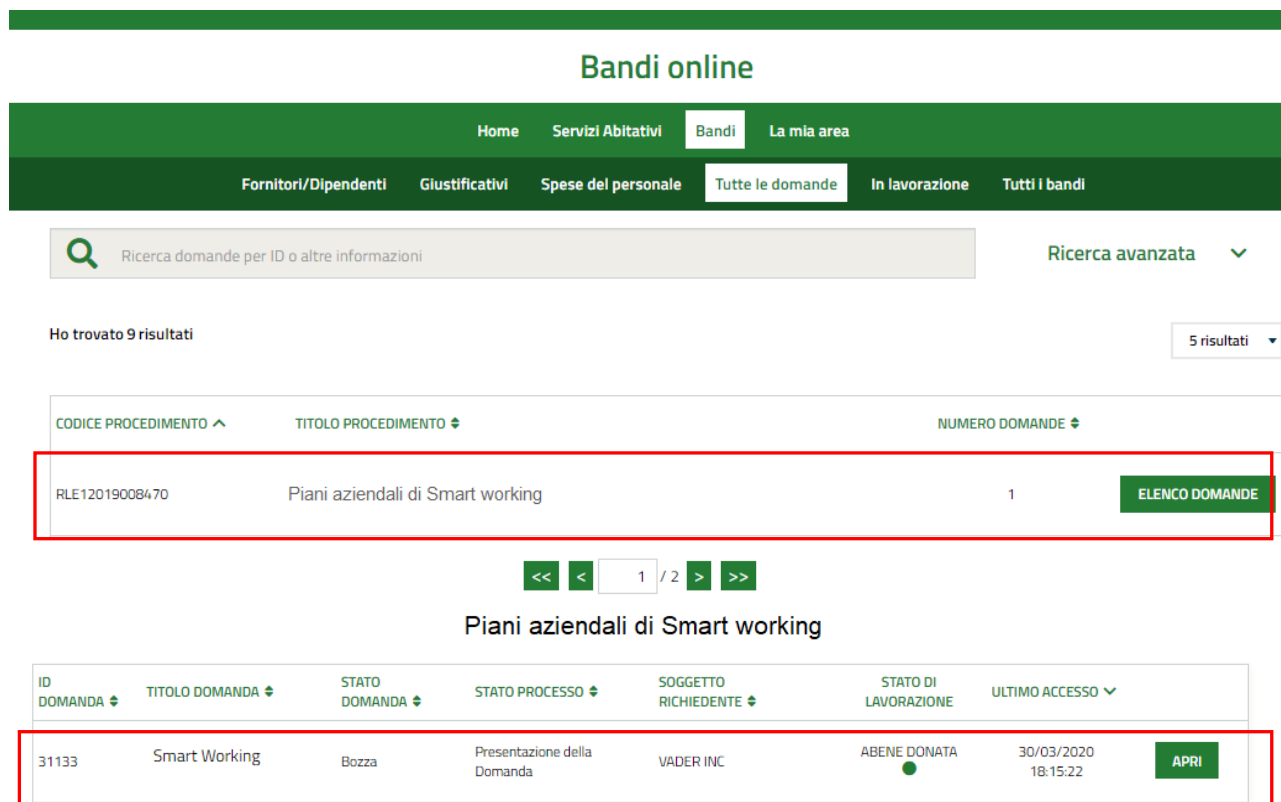 Bandi online
Home Servizi Abitativi Bandi La mia area
Fornitori/Dipendenti Giustificativi Spese del personale Tutte le domande In lavorazione Tutti i bandi
Ricerca domande per ID o altre informazioni Ricerca avanzata
Ho trovato 9 risultati 5 risultati
CODICE PROCEDIMENTO TITOLO PROCEDIMENTO NUMERO DOMANDE
RLE12019008470 Piani aziendali di Smart working 1 ELENCO DOMANDE
<< < 1 / 2 > >>
Piani aziendali di Smart working
ID DOMANDA TITOLO DOMANDA STATO DOMANDA STATO PROCESSO SOGGETTO RICHIEDENTE STATO DI LAVORAZIONE ULTIMO ACCESSO
31133 Smart Working Bozza Presentazione della Domanda VADER INC ABENE DONATA 30/03/2020 18:15:22 APRI